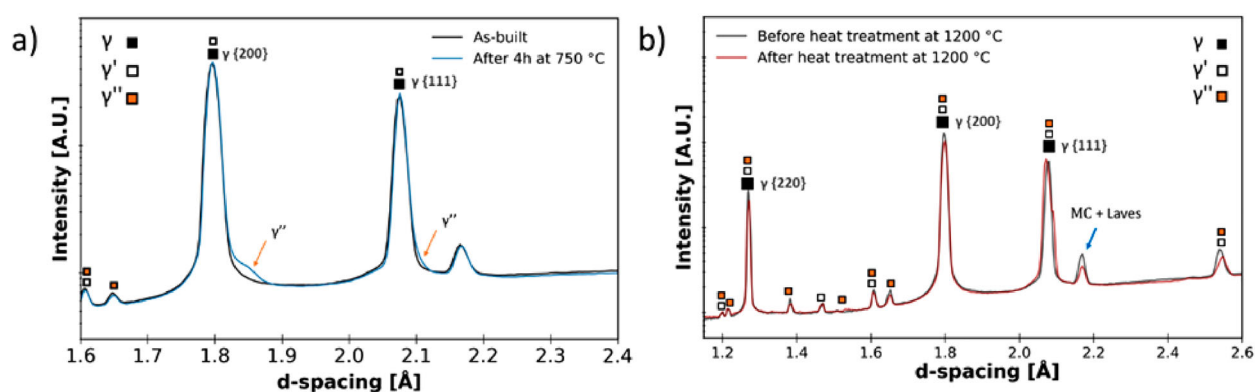 a)
γ
γ'
γ''
γ {200}
γ {111}
As-built
After 4h at 750 °C
γ''
γ''
Intensity [A.U.]
1.6 1.7 1.8 1.9 2.0 2.1 2.2 2.3 2.4
d-spacing [Å]
b)
Before heat treatment at 1200 °C
After heat treatment at 1200 °C
γ
γ'
γ''
γ {200}
γ {111}
γ {220}
MC + Laves
Intensity [A.U.]
1.2 1.4 1.6 1.8 2.0 2.2 2.4 2.6
d-spacing [Å]